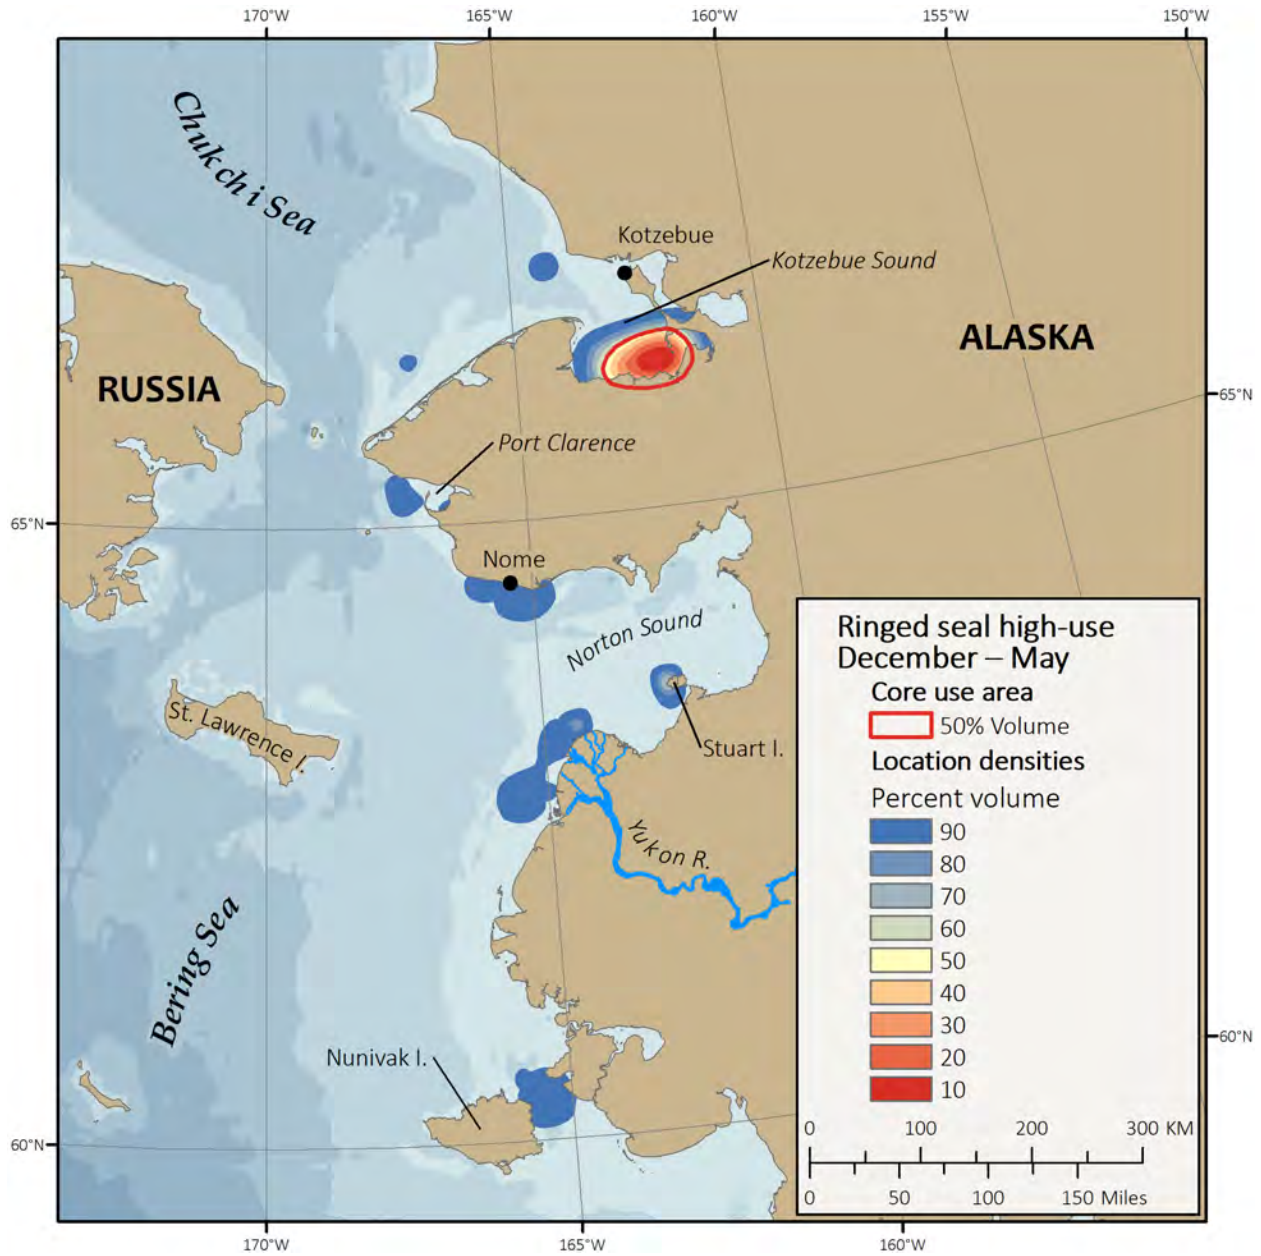 170°W
165°W
160°W
155°W
150°W
Chukchi Sea
Kotzebue
Kotzebue Sound
ALASKA
RUSSIA
65°N
Port Clarence
65°N
Nome
Norton Sound
St. Lawrence I.
Stuart I.
Yukon R.
Bering Sea
Nunivak I.
60°N
60°N
Ringed seal high-use
December – May
Core use area
50% Volume
Location densities
Percent volume
90
80
70
60
50
40
30
20
10
0 100 200 300 KM
0 50 100 150 Miles
170°W
165°W
160°W